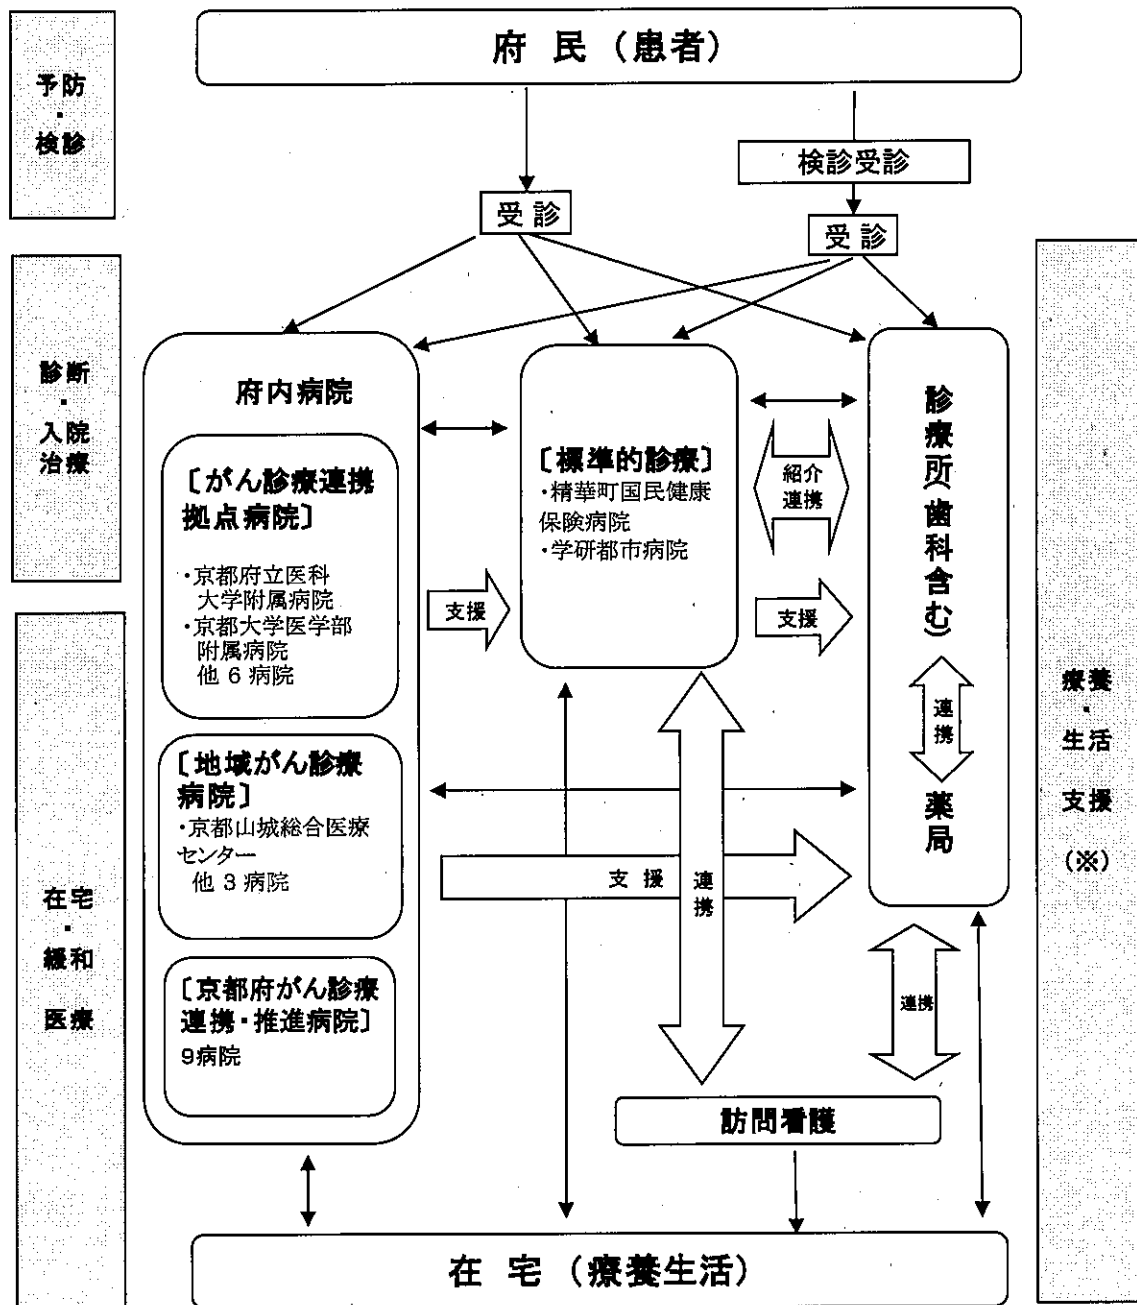 府 民 (患者)
予防
・
検診
検診受診
受 診
受 診
診断
・
入院
治療
府内病院
〔がん診療連携
拠点病院〕
・京都府立医科
大学附属病院
・京都大学医学部
附属病院
他 6 病院
〔地域がん診療
病院〕
・京都山城総合医療
センター
他 3 病院
〔京都府がん診療
連携・推進病院〕
9病院
〔標準的診療〕
・精華町国民健康
保険病院
・学研都市病院
紹介
連携
支援
支援
支 援
連
携
診療所(歯科含む)
連
携
薬局
連携
訪問看護
在宅
・
緩和
医療
療養
・
生活
支援
(※)
在 宅 (療養生活)